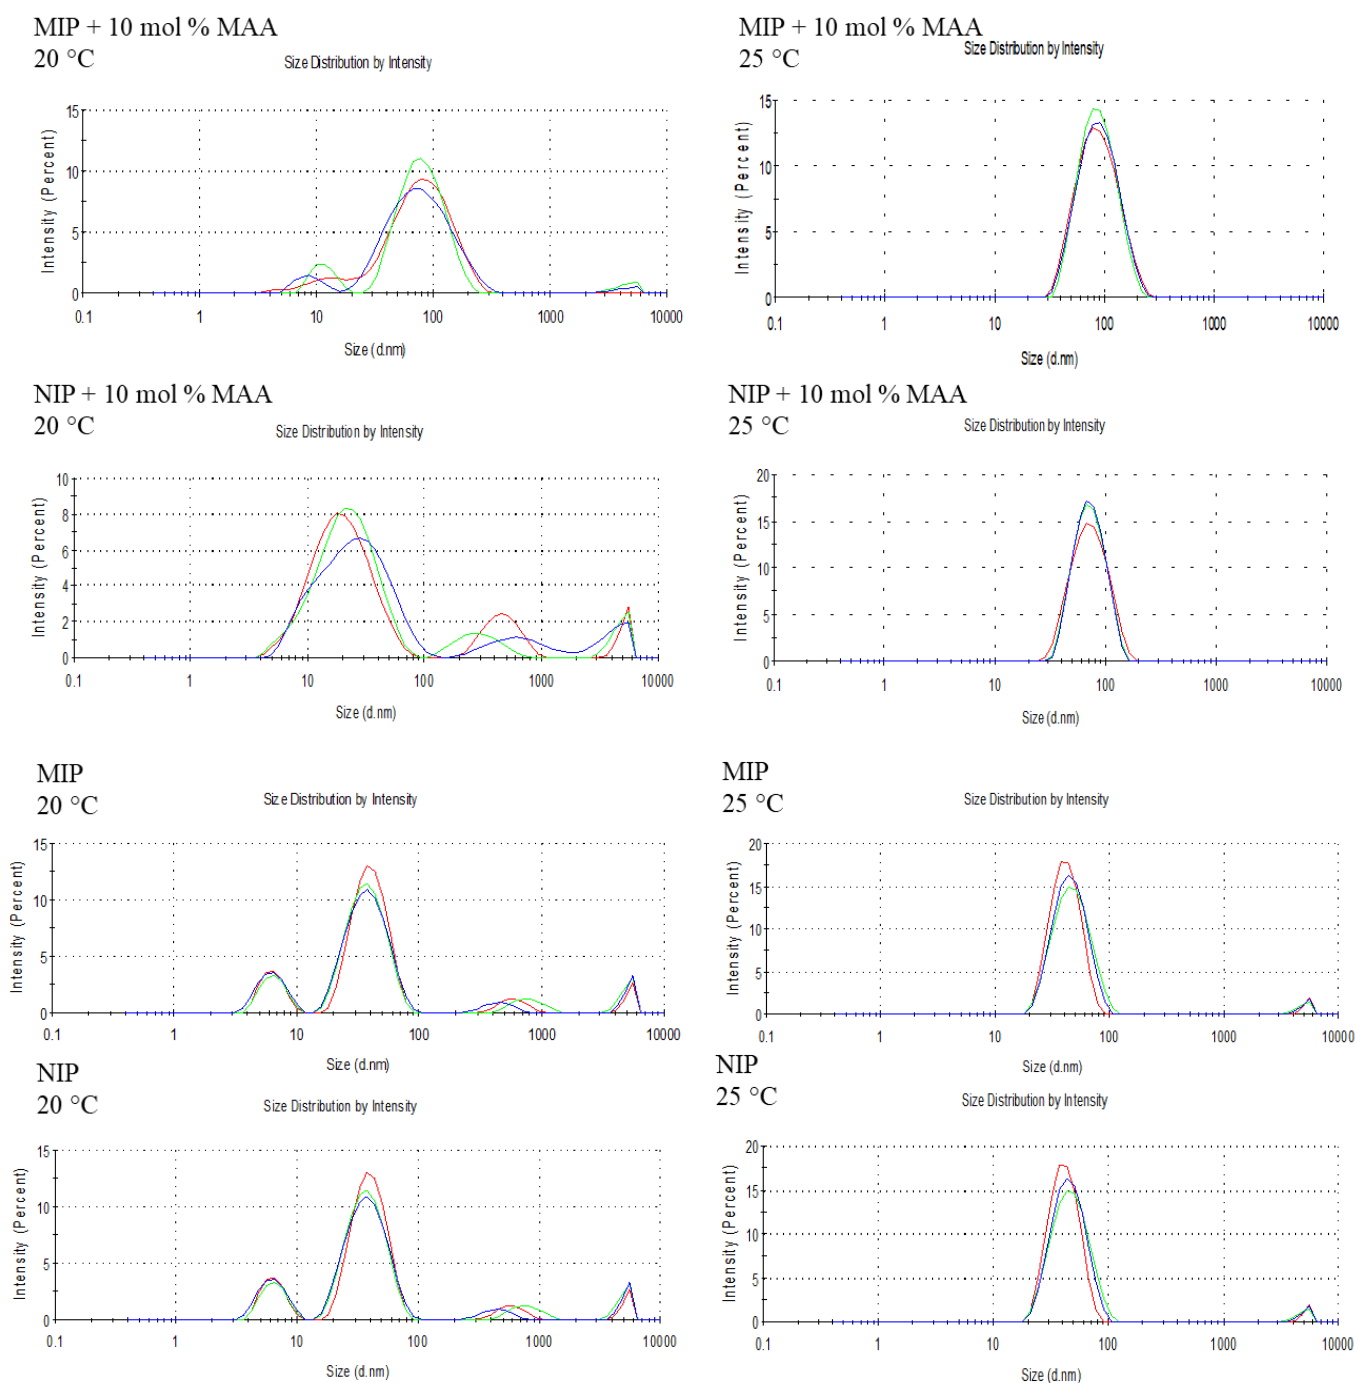 MIP + 10 mol % MAA
20 °C
Size Distribution by Intensity
Intensity (Percent)
15
10
5
0
0.1 1 10 100 1000 10000
Size (d.nm)
MIP + 10 mol % MAA
25 °C
Size Distribution by Intensity
Intensity (Percent)
15
10
5
0
0.1 1 10 100 1000 10000
Size (d.nm)
NIP + 10 mol % MAA
20 °C
Size Distribution by Intensity
Intensity (Percent)
10
8
6
4
2
0
0.1 1 10 100 1000 10000
Size (d.nm)
NIP + 10 mol % MAA
25 °C
Size Distribution by Intensity
Intensity (Percent)
20
15
10
5
0
0.1 1 10 100 1000 10000
Size (d.nm)
MIP
20 °C
Size Distribution by Intensity
Intensity (Percent)
15
10
5
0
0.1 1 10 100 1000 10000
Size (d.nm)
MIP
25 °C
Size Distribution by Intensity
Intensity (Percent)
20
15
10
5
0
0.1 1 10 100 1000 10000
Size (d.nm)
NIP
20 °C
Size Distribution by Intensity
Intensity (Percent)
15
10
5
0
0.1 1 10 100 1000 10000
Size (d.nm)
NIP
25 °C
Size Distribution by Intensity
Intensity (Percent)
20
15
10
5
0
0.1 1 10 100 1000 10000
Size (d.nm)